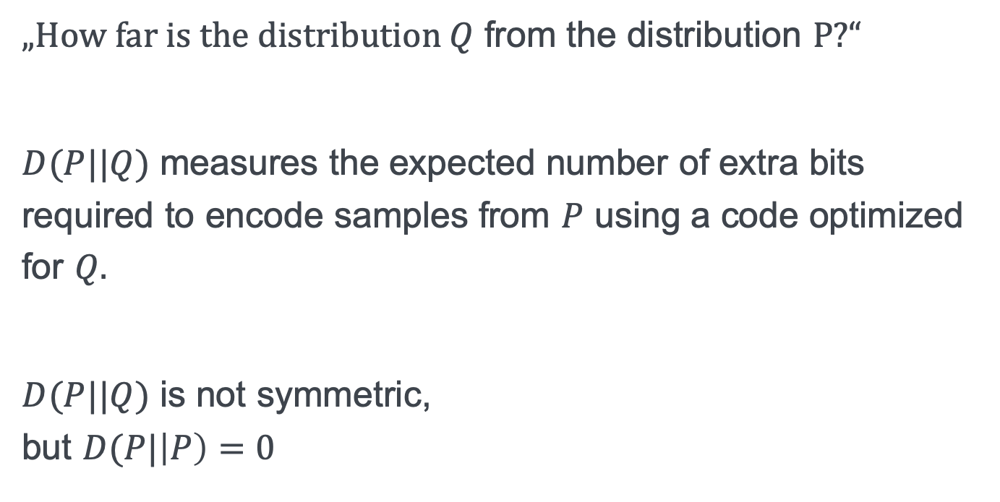 „How far is the distribution Q from the distribution P?“
D(P||Q) measures the expected number of extra bits
required to encode samples from P using a code optimized
for Q.
D(P||Q) is not symmetric,
but D(P||P) = 0